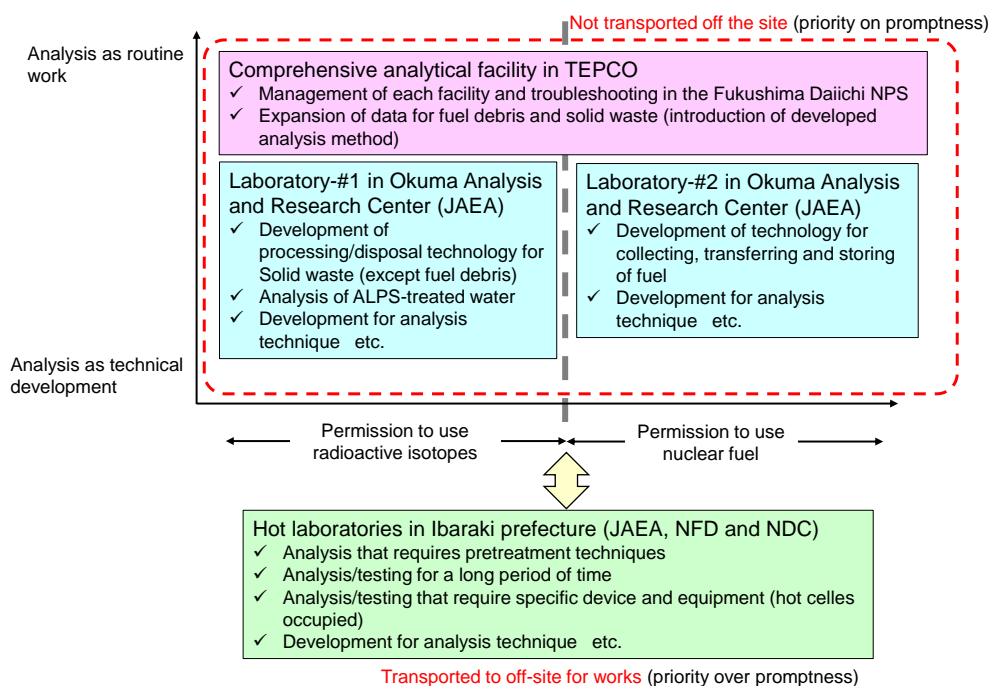 Not transported off the site (priority on promptness)
Analysis as routine
work
Comprehensive analytical facility in TEPCO
✓ Management of each facility and troubleshooting in the Fukushima Daiichi NPS
✓ Expansion of data for fuel debris and solid waste (introduction of developed
analysis method)
Laboratory-#1 in Okuma Analysis
and Research Center (JAEA)
✓ Development of
processing/disposal technology for
Solid waste (except fuel debris)
✓ Analysis of ALPS-treated water
✓ Development for analysis
technique etc.
Laboratory-#2 in Okuma Analysis
and Research Center (JAEA)
✓ Development of technology for
collecting, transferring and storing
of fuel
✓ Development for analysis
technique etc.
Analysis as technical
development
Permission to use
radioactive isotopes
Permission to use
nuclear fuel
Hot laboratories in Ibaraki prefecture (JAEA, NFD and NDC)
✓ Analysis that requires pretreatment techniques
✓ Analysis/testing for a long period of time
✓ Analysis/testing that require specific device and equipment (hot celles
occupied)
✓ Development for analysis technique etc.
Transported to off-site for works (priority over promptness)